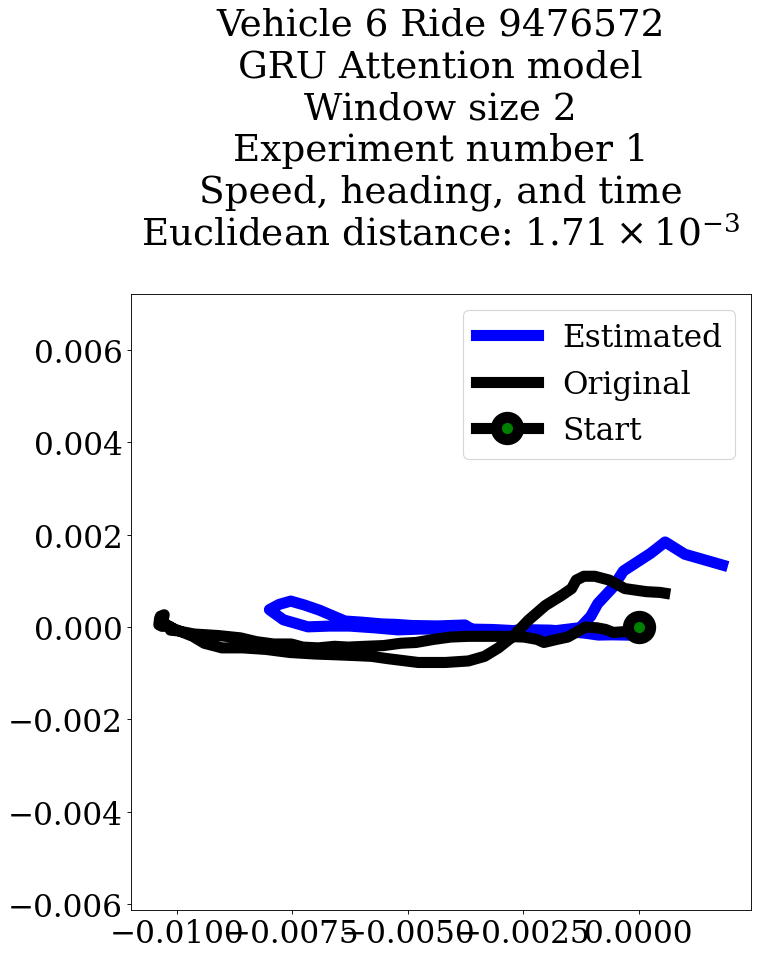 Vehicle 6 Ride 9476572
GRU Attention model
Window size 2
Experiment number 1
Speed, heading, and time
Euclidean distance: 1.71 × 10⁻³
Estimated
Original
Start
0.006
0.004
0.002
0.000
−0.002
−0.004
−0.006
−0.0100 −0.0075 −0.0050 −0.0025 0.0000